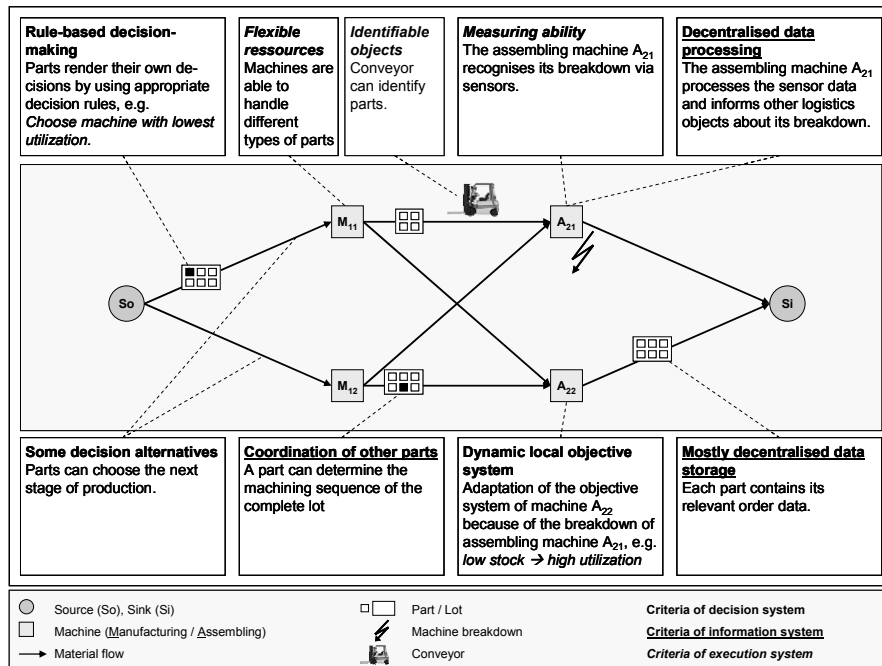 Rule-based decision-
making
Parts render their own de-
cisions by using appropriate
decision rules, e.g.
Choose machine with lowest
utilization.
Flexible
ressources
Machines are
able to
handle
different
types of parts
Identifiable
objects
Conveyor
can identify
parts.
Measuring ability
The assembling machine A21
recognises its breakdown via
sensors.
Decentralised data
processing
The assembling machine A21
processes the sensor data
and informs other logistics
objects about its breakdown.
M11
A21
So
Si
M12
A22
Some decision alternatives
Parts can choose the next
stage of production.
Coordination of other parts
A part can determine the
machining sequence of the
complete lot
Dynamic local objective
system
Adaptation of the objective
system of machine A22
because of the breakdown of
assembling machine A21, e.g.
low stock → high utilization
Mostly decentralised data
storage
Each part contains its
relevant order data.
Source (So), Sink (Si)
Machine (Manufacturing / Assembling)
Material flow
Part / Lot
Machine breakdown
Conveyor
Criteria of decision system
Criteria of information system
Criteria of execution system